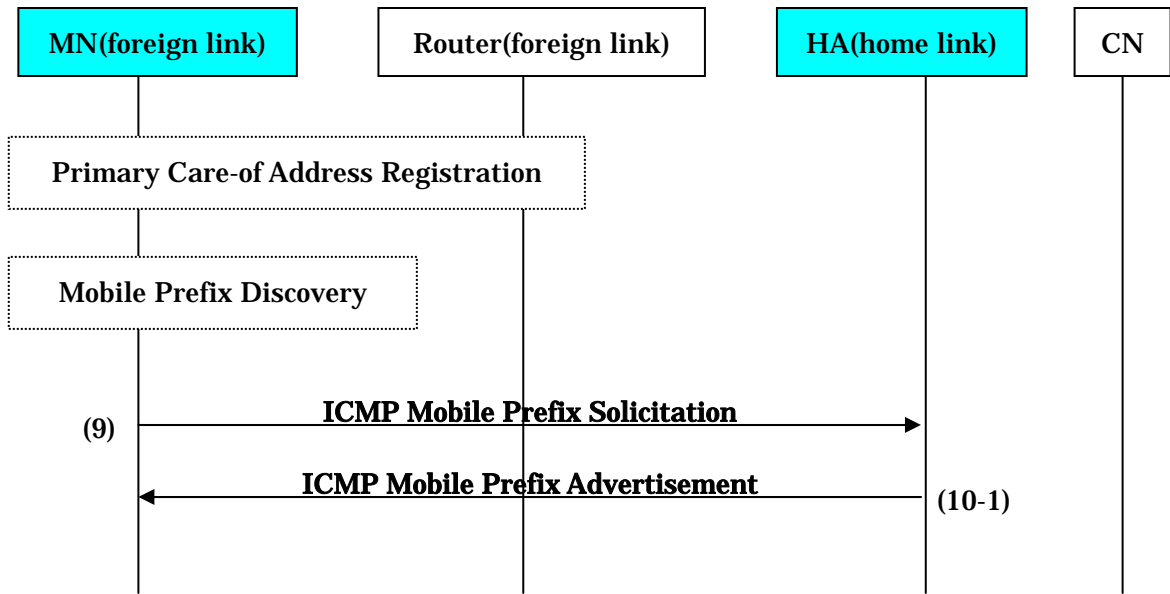 MN(foreign link)
Router(foreign link)
HA(home link)
CN
Primary Care-of Address Registration
Mobile Prefix Discovery
ICMP Mobile Prefix Solicitation
(9)
ICMP Mobile Prefix Advertisement
(10-1)